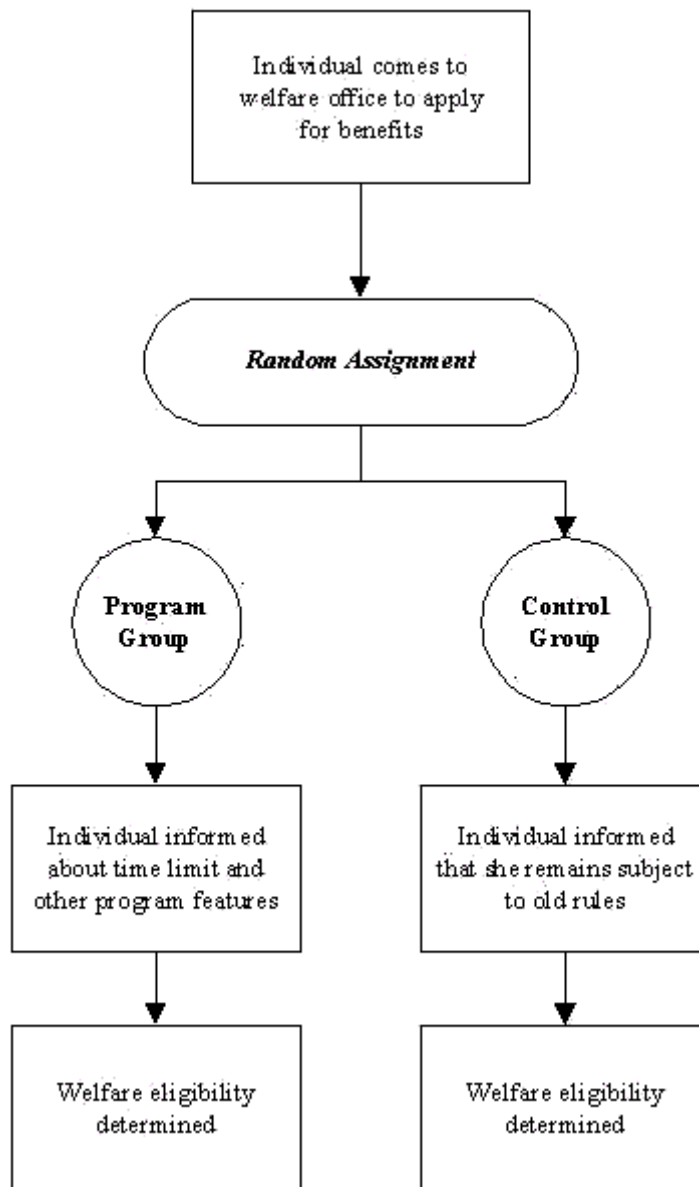 Individual comes to
welfare office to apply
for benefits
Random Assignment
Program
Group
Control
Group
Individual informed
about time limit and
other program features
Individual informed
that she remains subject
to old rules
Welfare eligibility
determined
Welfare eligibility
determined